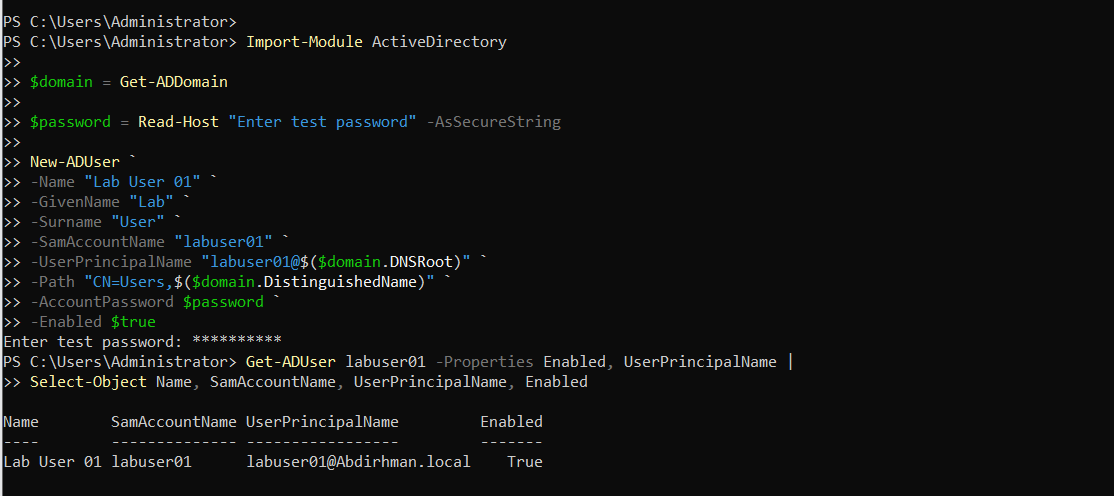 PS C:\Users\Administrator>
PS C:\Users\Administrator> Import-Module ActiveDirectory
>>
>> $domain = Get-ADDomain
>>
>> $password = Read-Host "Enter test password" -AsSecureString
>>
>> New-ADUser `
>> -Name "Lab User 01" `
>> -GivenName "Lab" `
>> -Surname "User" `
>> -SamAccountName "labuser01" `
>> -UserPrincipalName "labuser01@$($domain.DNSRoot)" `
>> -Path "CN=Users,$($domain.DistinguishedName)" `
>> -AccountPassword $password `
>> -Enabled $true
Enter test password: **********
PS C:\Users\Administrator> Get-ADUser labuser01 -Properties Enabled, UserPrincipalName |
>> Select-Object Name, SamAccountName, UserPrincipalName, Enabled
Name        SamAccountName UserPrincipalName         Enabled
----        -------------- -----------------         -------
Lab User 01 labuser01      labuser01@Abdirhman.local    True